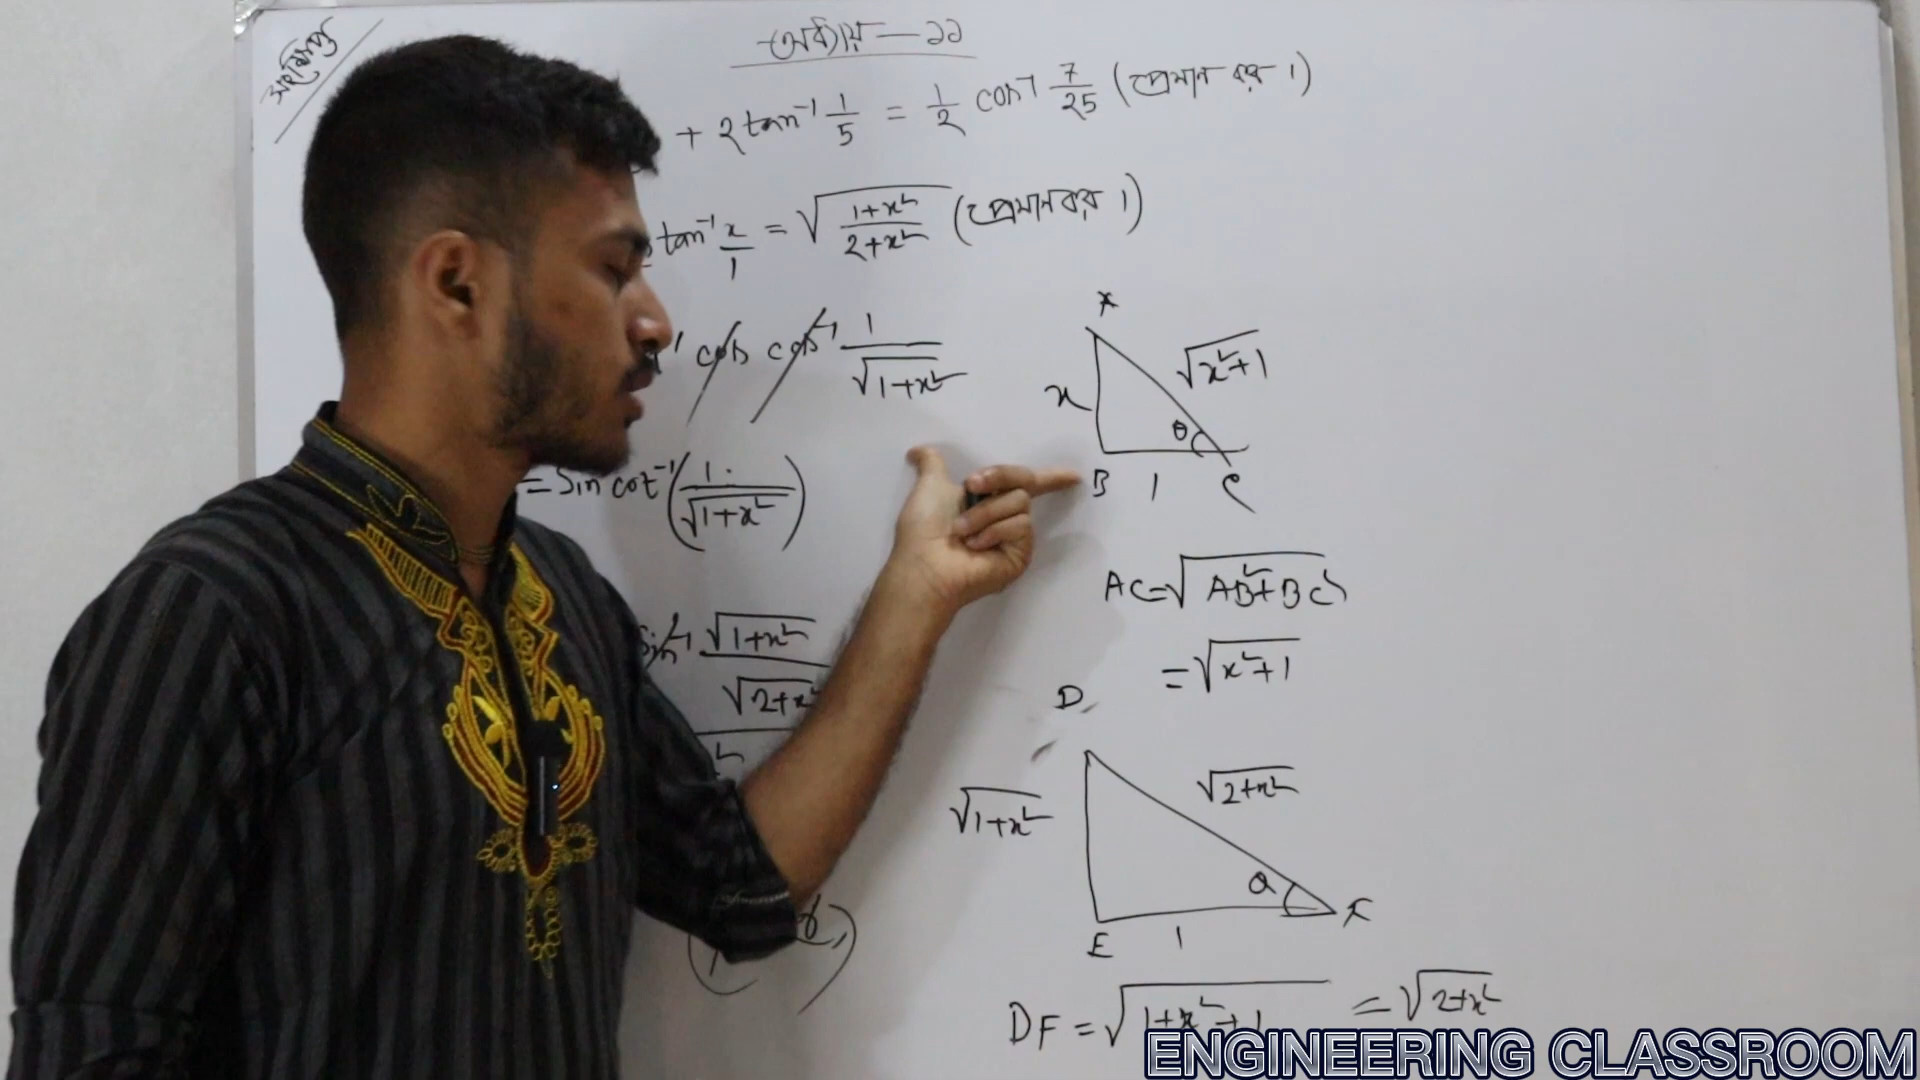 সংক্ষিপ্ত
অধ্যায় — ১১
+ 2 tan⁻¹ 1/5 = 1/2 cos⁻¹ 7/25 (প্রমাণ কর।)
tan⁻¹ x/1 = √(1+x²/2+x²) (প্রমাণ কর।)
cos cos⁻¹ 1/√1+x²
= Sin cot⁻¹ (1/√1+x²)
Sin⁻¹ √1+x²/√2+x²
x
√x²+1
θ
B 1 C
AC = √AB²+BC²
= √x²+1
D
√1+x²
√2+x²
E 1 F
DF = √1+x²+1 = √2+x²
ENGINEERING CLASSROOM